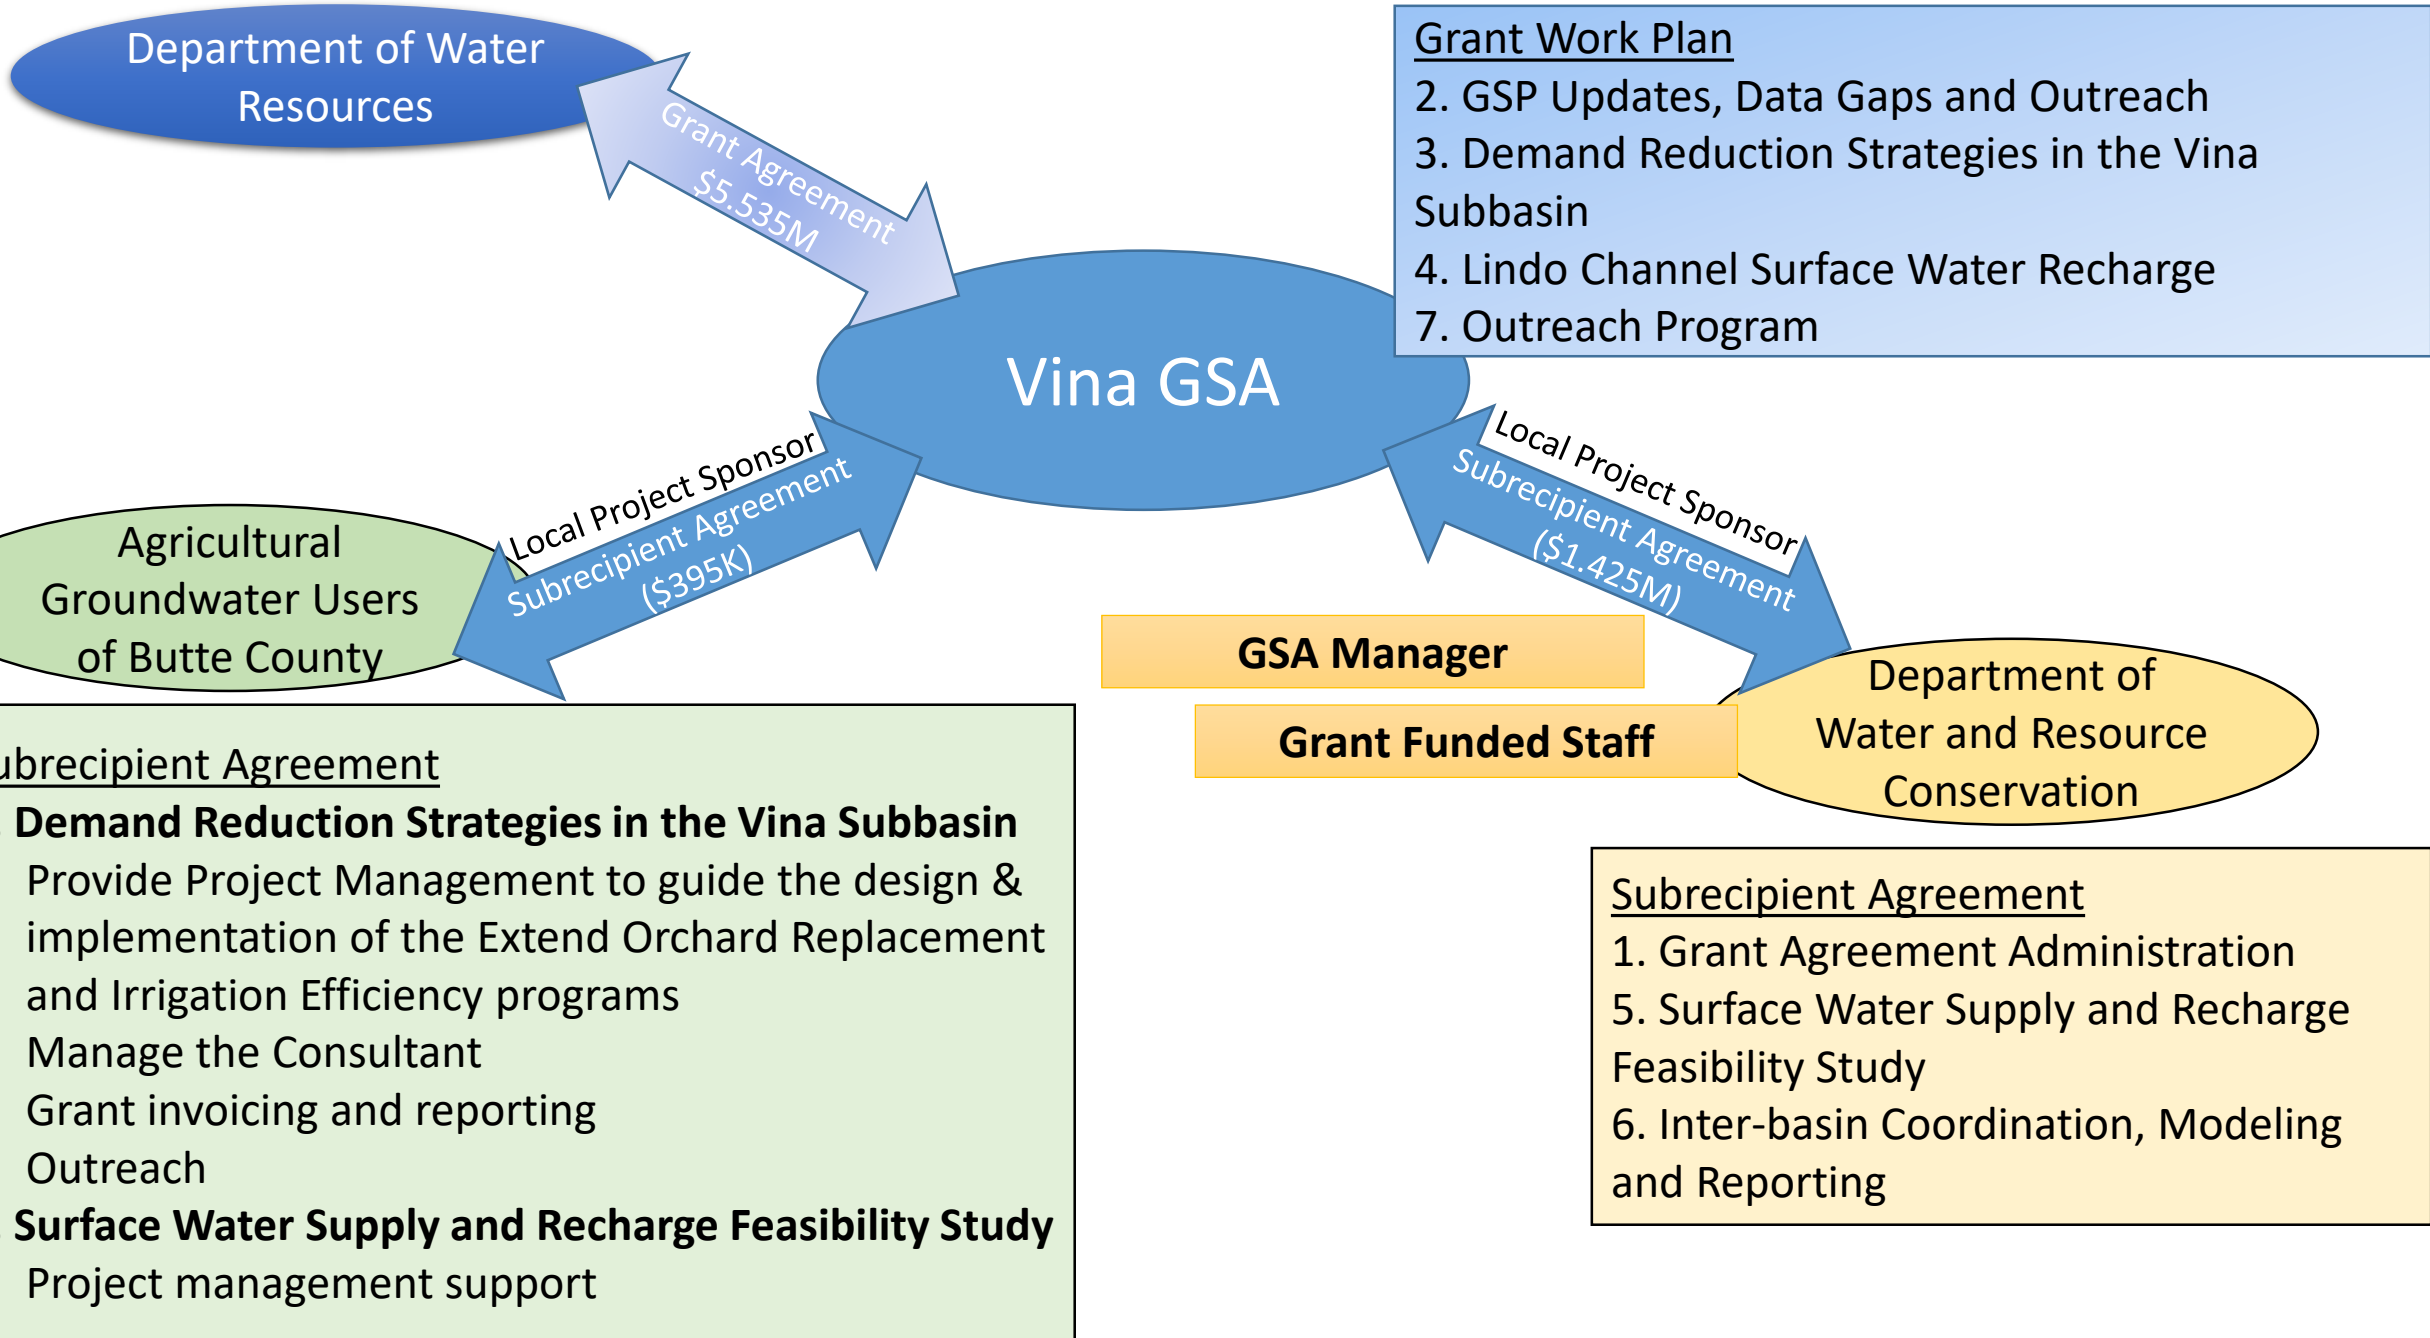 Department of Water
Resources
Grant Agreement
$5.535M
Grant Work Plan
2. GSP Updates, Data Gaps and Outreach
3. Demand Reduction Strategies in the Vina
Subbasin
4. Lindo Channel Surface Water Recharge
7. Outreach Program
Vina GSA
Local Project Sponsor
Subrecipient Agreement
($395K)
Local Project Sponsor
Subrecipient Agreement
($1.425M)
Agricultural
Groundwater Users
of Butte County
GSA Manager
Grant Funded Staff
Department of
Water and Resource
Conservation
ubrecipient Agreement
Demand Reduction Strategies in the Vina Subbasin
Provide Project Management to guide the design &
implementation of the Extend Orchard Replacement
and Irrigation Efficiency programs
Manage the Consultant
Grant invoicing and reporting
Outreach
Surface Water Supply and Recharge Feasibility Study
Project management support
Subrecipient Agreement
1. Grant Agreement Administration
5. Surface Water Supply and Recharge
Feasibility Study
6. Inter-basin Coordination, Modeling
and Reporting